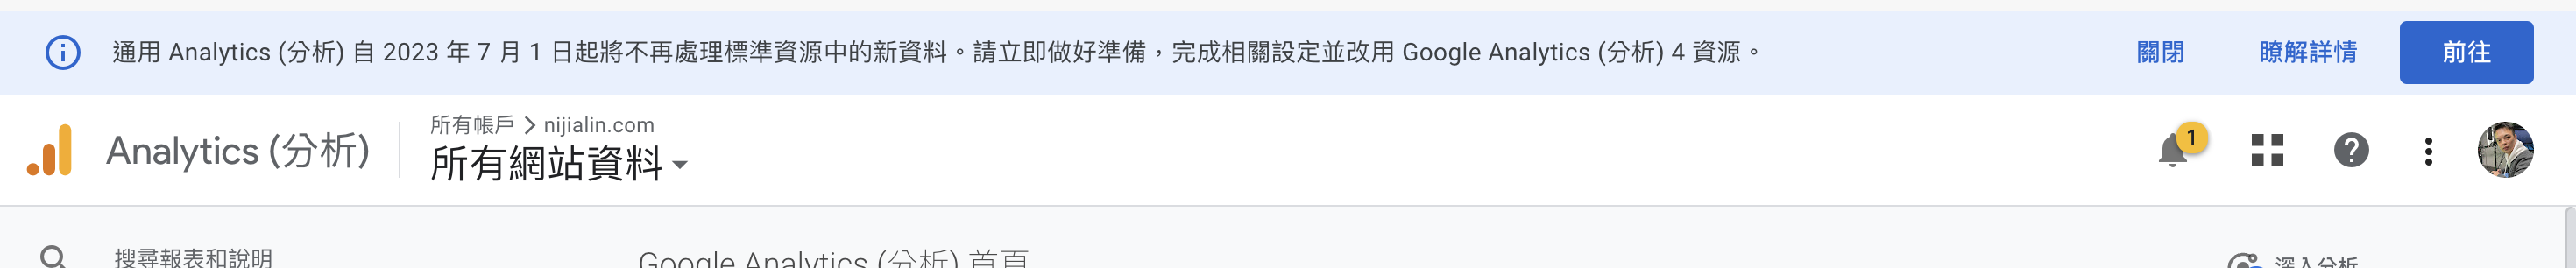 通用 Analytics (分析) 自 2023 年 7 月 1 日起將不再處理標準資源中的新資料。請立即做好準備，完成相關設定並改用 Google Analytics (分析) 4 資源。 關閉 瞭解詳情 前往
Analytics (分析)
所有帳戶 > nijialin.com
所有網站資料
1
搜尋報表和說明
Google Analytics (分析) 首頁
深入分析